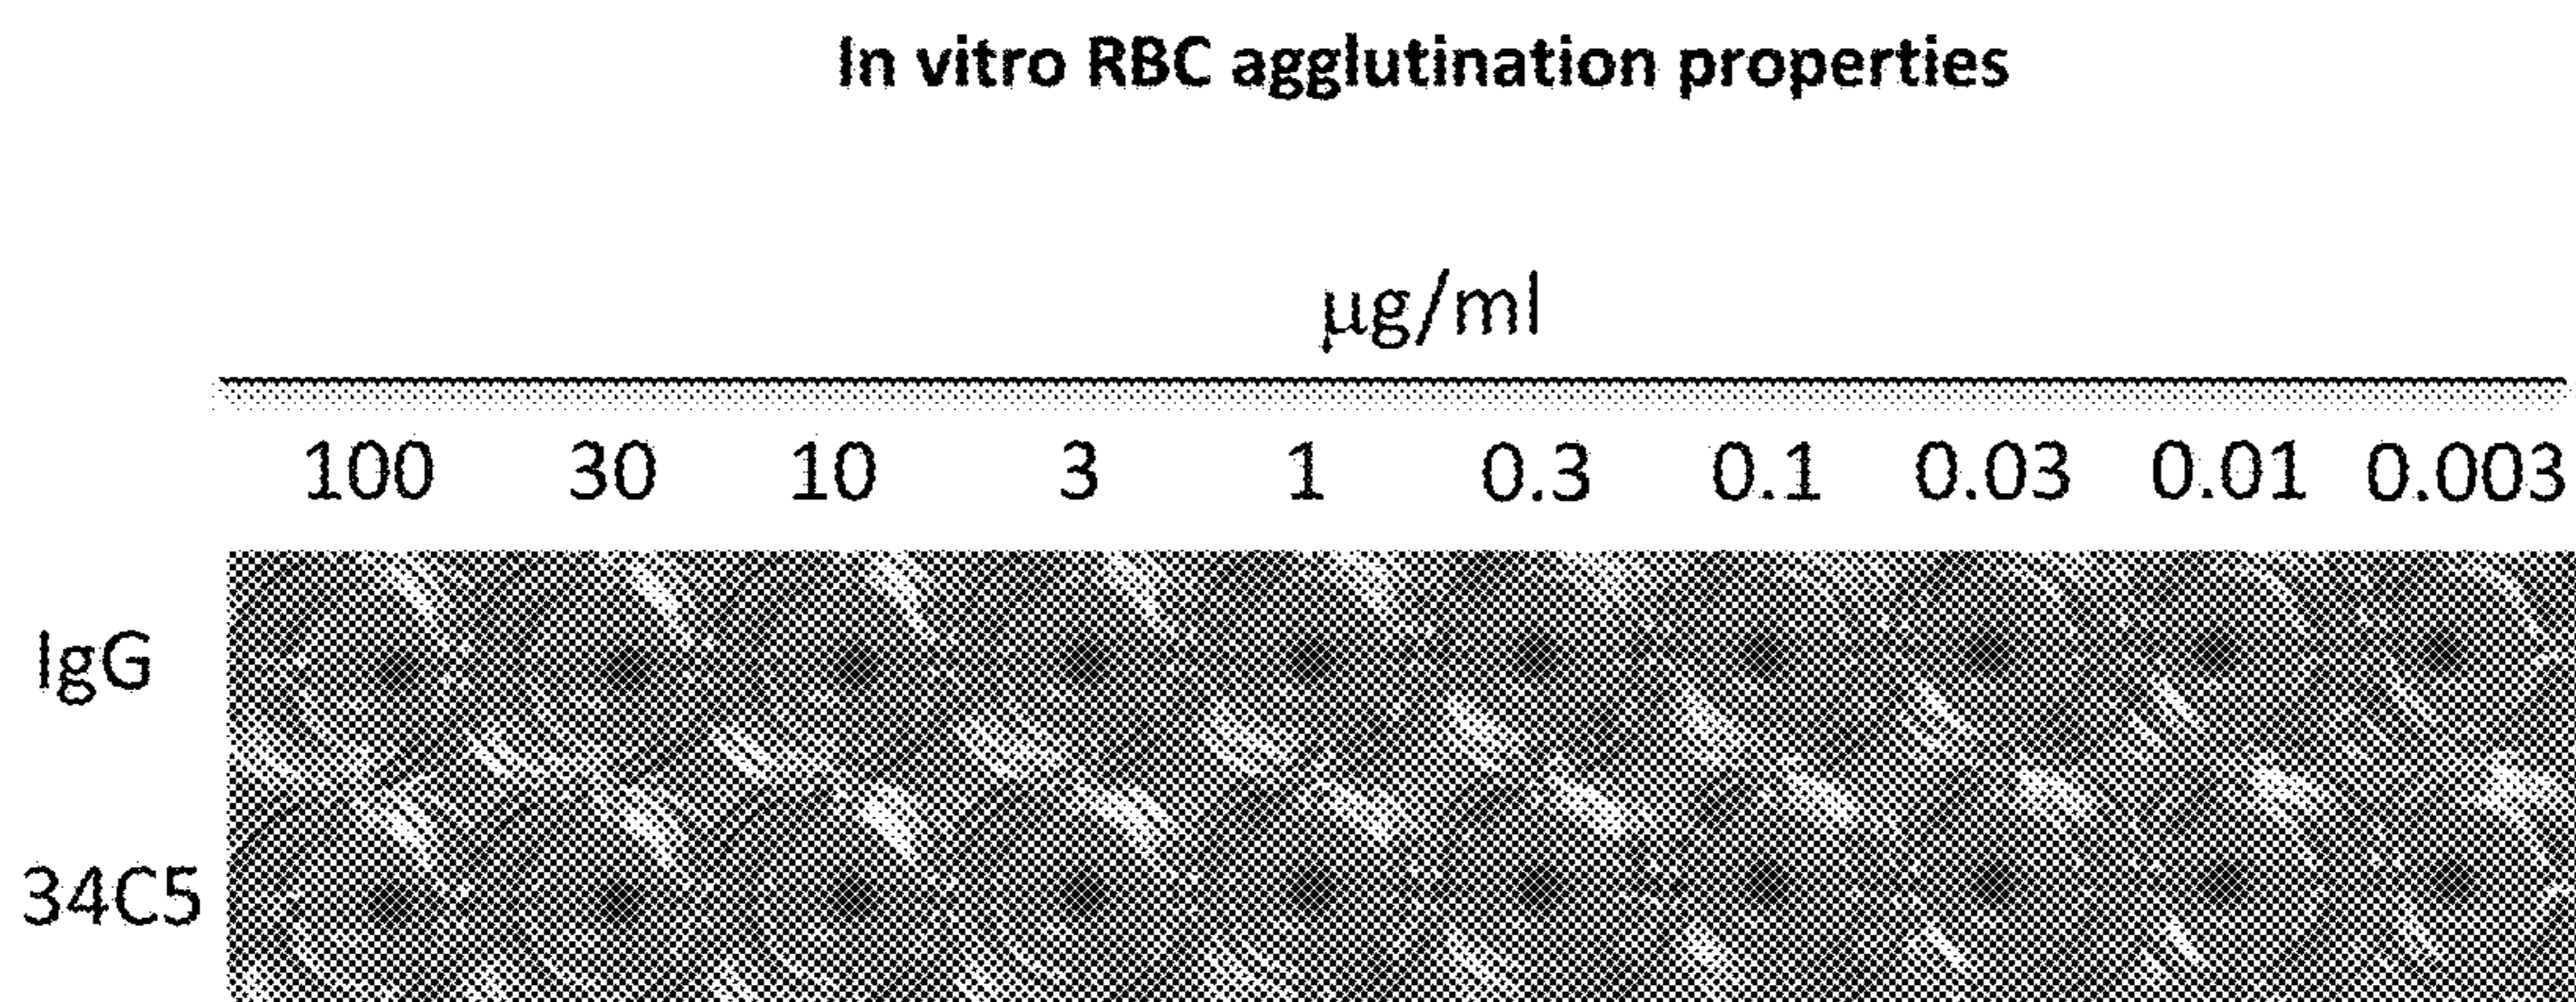 In vitro RBC agglutination properties
μg/ml
100 30 10 3 1 0.3 0.1 0.03 0.01 0.003
IgG
34C5